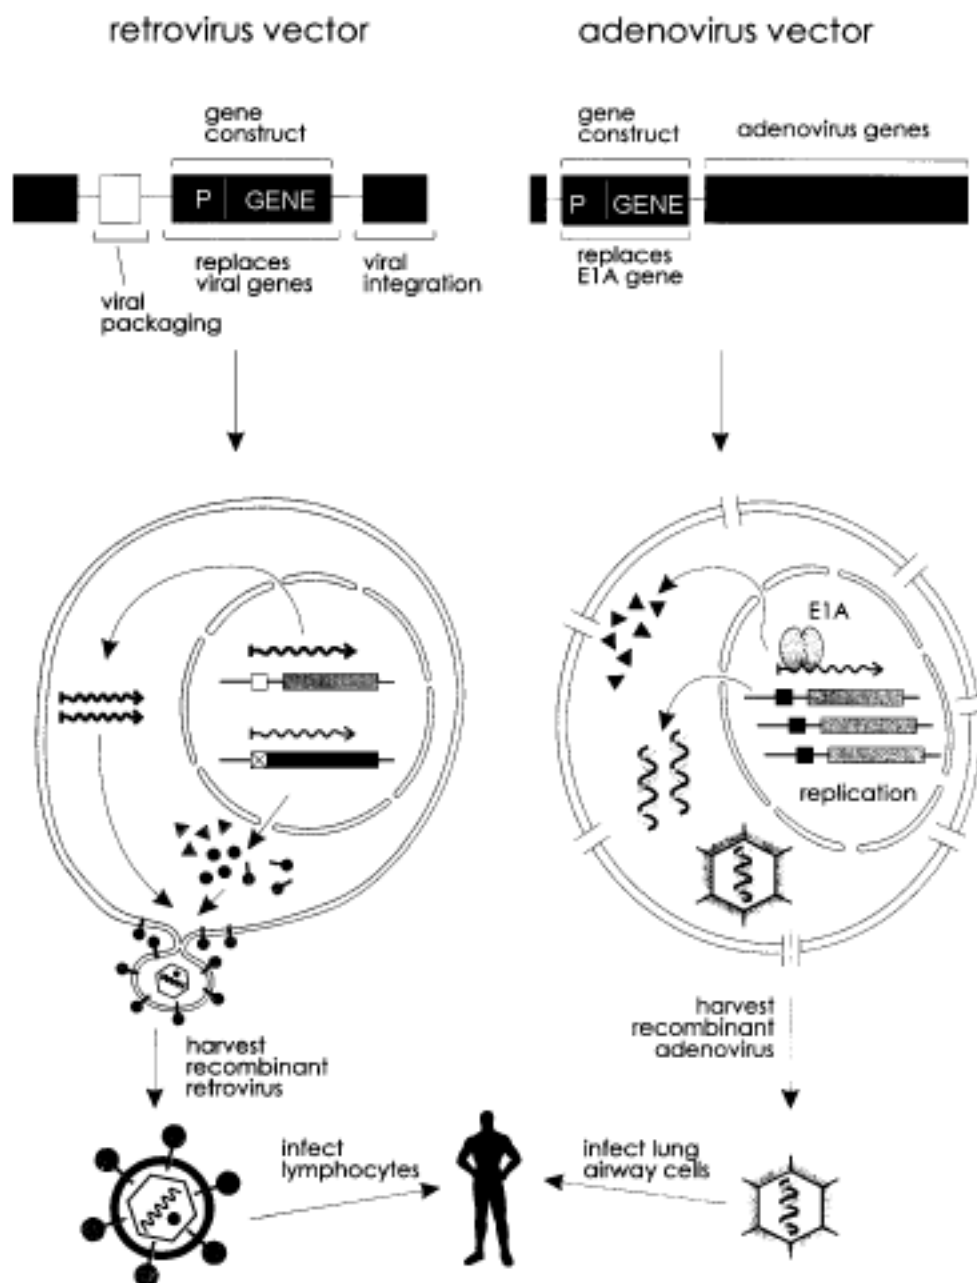 retrovirus vector
adenovirus vector
gene
construct
gene
construct
adenovirus genes
P
GENE
P
GENE
replaces
viral genes
viral
integration
viral
packaging
replaces
E1A gene
E1A
replication
harvest
recombinant
retrovirus
harvest
recombinant
adenovirus
infect
lymphocytes
infect lung
airway cells